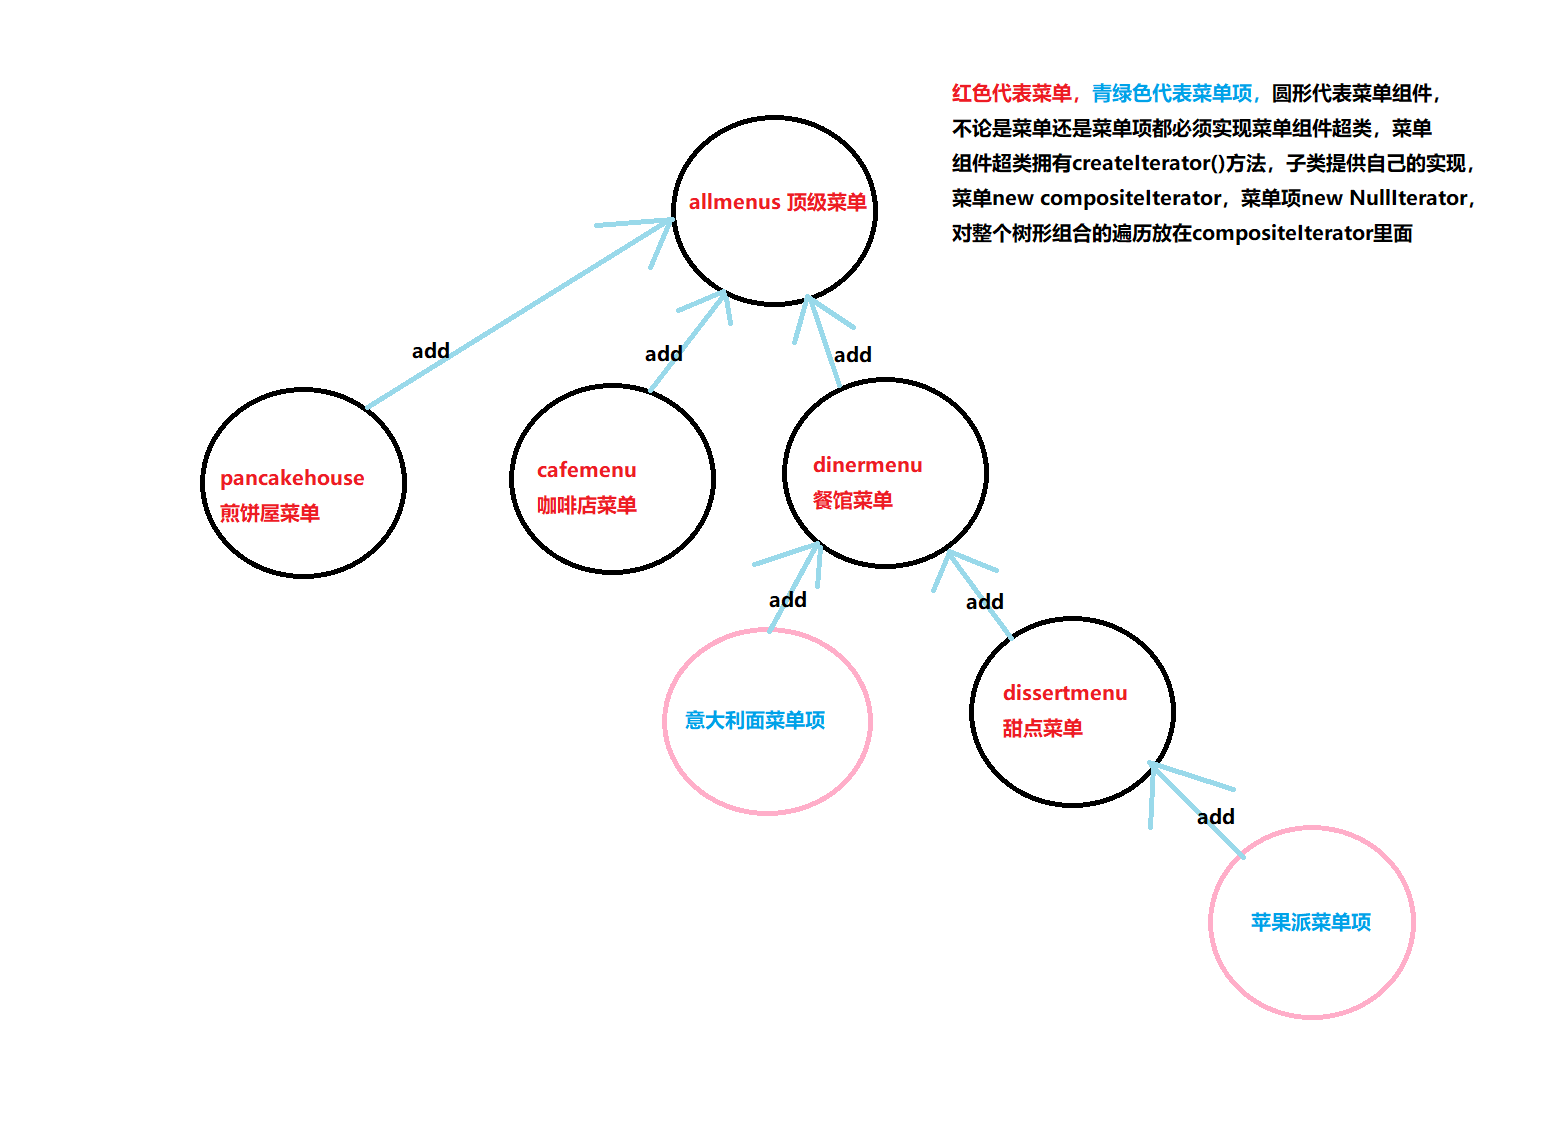 红色代表菜单，青绿色代表菜单项，圆形代表菜单组件，
不论是菜单还是菜单项都必须实现菜单组件超类，菜单
组件超类拥有createIterator()方法，子类提供自己的实现，
菜单new compositeIterator，菜单项new NullIterator，
对整个树形组合的遍历放在compositeIterator里面
allmenus 顶级菜单
add
add
add
pancakehouse
煎饼屋菜单
cafemenu
咖啡店菜单
dinermenu
餐馆菜单
add
add
意大利面菜单项
dissertmenu
甜点菜单
add
苹果派菜单项